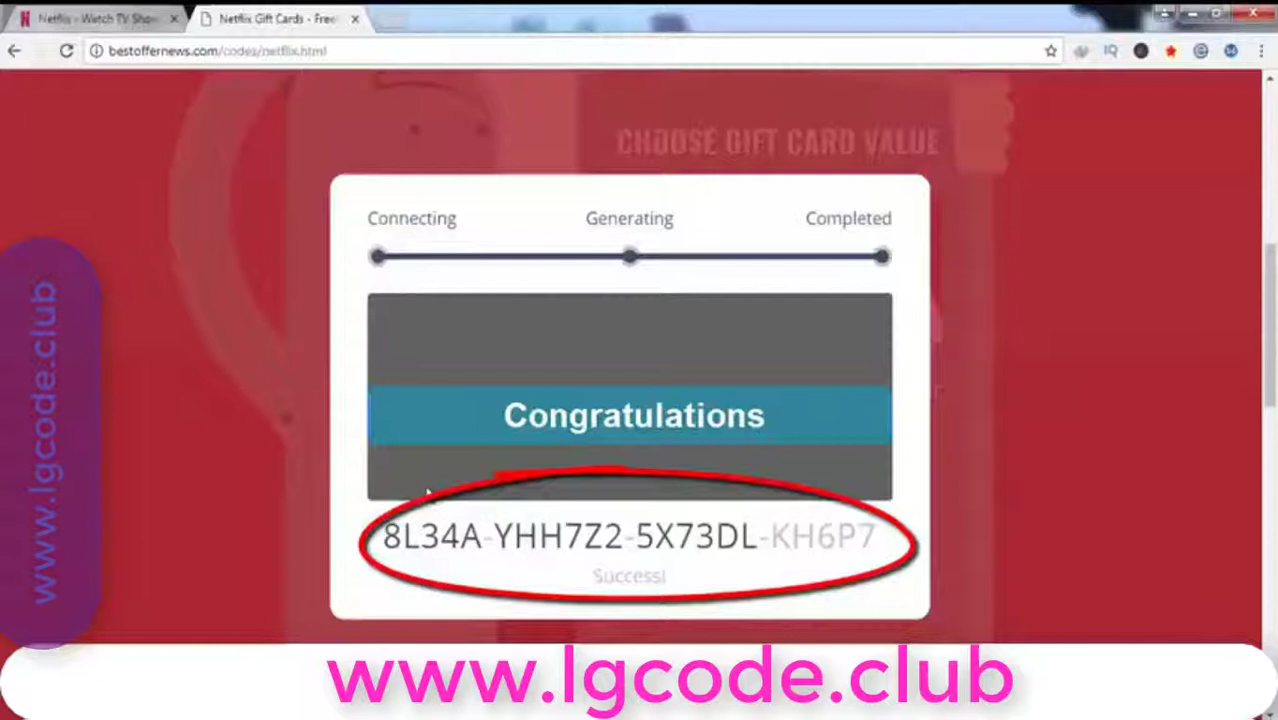 Netflix - Watch TV Show
Netflix Gift Cards - Free
bestoffernews.com/codes/netflix.html
CHOOSE GIFT CARD VALUE
Connecting
Generating
Completed
Congratulations
8L34A-YHH7Z2-5X73DL-KH6P7
Success!
www.lgcode.club
www.lgcode.club